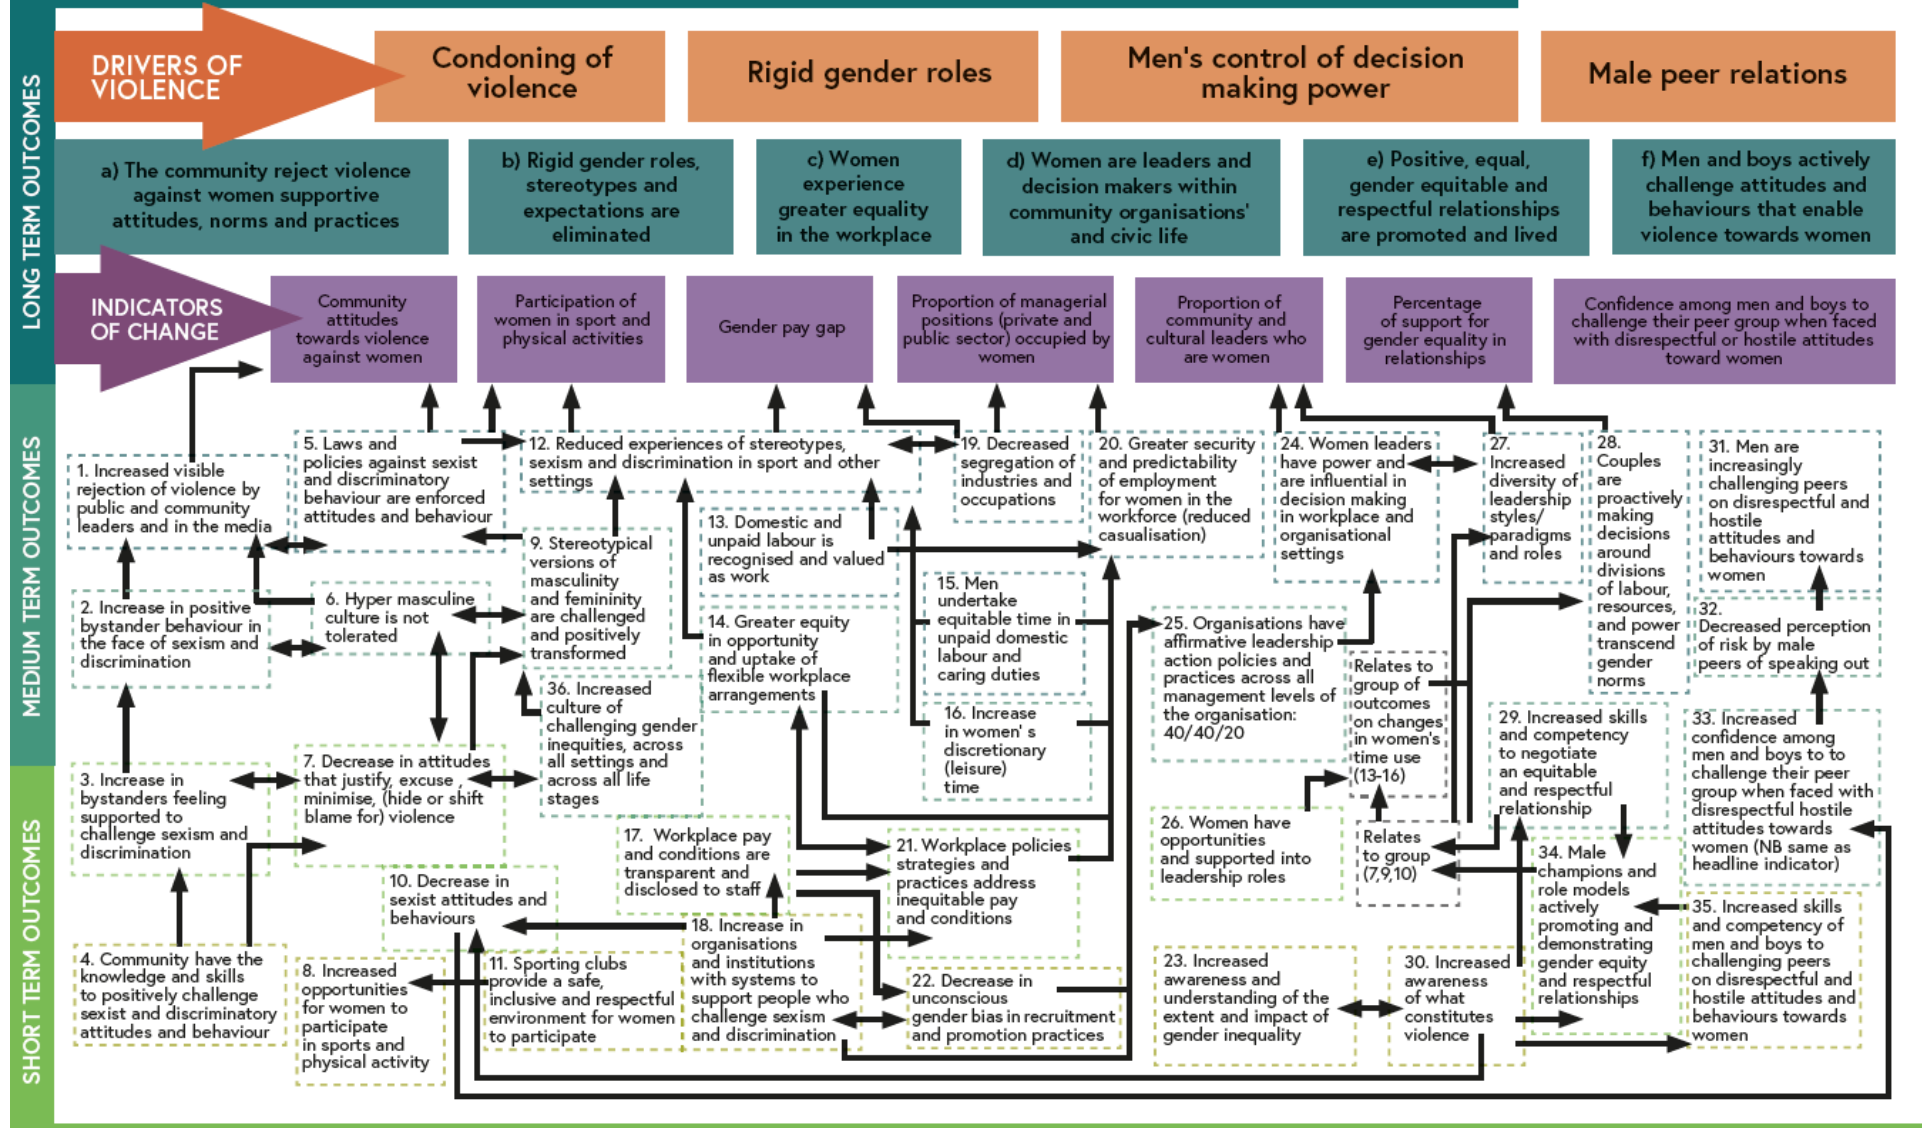 LONG TERM OUTCOMES
MEDIUM TERM OUTCOMES
SHORT TERM OUTCOMES
DRIVERS OF
VIOLENCE
Condoning of
violence
Rigid gender roles
Men's control of decision
making power
Male peer relations
a) The community reject violence
against women supportive
attitudes, norms and practices
b) Rigid gender roles,
stereotypes and
expectations are
eliminated
c) Women
experience
greater equality
in the workplace
d) Women are leaders and
decision makers within
community organisations'
and civic life
e) Positive, equal,
gender equitable and
respectful relationships
are promoted and lived
f) Men and boys actively
challenge attitudes and
behaviours that enable
violence towards women
INDICATORS
OF CHANGE
Community
attitudes
towards violence
against women
Participation of
women in sport and
physical activities
Gender pay gap
Proportion of managerial
positions (private and
public sector) occupied by
women
Proportion of
community and
cultural leaders who
are women
Percentage
of support for
gender equality in
relationships
Confidence among men and boys to
challenge their peer group when faced
with disrespectful or hostile attitudes
toward women
1. Increased visible
rejection of violence by
public and community
leaders and in the media
2. Increase in positive
bystander behaviour in
the face of sexism and
discrimination
3. Increase in
bystanders feeling
supported to
challenge sexism and
discrimination
4. Community have the
knowledge and skills
to positively challenge
sexist and discriminatory
attitudes and behaviour
5. Laws and
policies against sexist
and discriminatory
behaviour are enforced
attitudes and behaviour
6. Hyper masculine
culture is not
tolerated
7. Decrease in attitudes
that justify, excuse ,
minimise, (hide or shift
blame for) violence
8. Increased
opportunities
for women to
participate
in sports and
physical activity
9. Stereotypical
versions of
masculinity
and femininity
are challenged
and positively
transformed
36. Increased
culture of
challenging gender
inequities, across
all settings and
across all life
stages
10. Decrease in
sexist attitudes and
behaviours
11. Sporting clubs
provide a safe,
inclusive and respectful
environment for women
to participate
12. Reduced experiences of stereotypes,
sexism and discrimination in sport and other
settings
13. Domestic and
unpaid labour is
recognised and valued
as work
14. Greater equity
in opportunity
and uptake of
flexible workplace
arrangements
15. Men
undertake
equitable time in
unpaid domestic
labour and
caring duties
16. Increase
in women' s
discretionary
(leisure)
time
17. Workplace pay
and conditions are
transparent and
disclosed to staff
18. Increase in
organisations
and institutions
with systems to
support people who
challenge sexism
and discrimination
19. Decreased
segregation of
industries and
occupations
20. Greater security
and predictability
of employment
for women in the
workforce (reduced
casualisation)
21. Workplace policies
strategies and
practices address
inequitable pay
and conditions
22. Decrease in
unconscious
gender bias in recruitment
and promotion practices
23. Increased
awareness and
understanding of the
extent and impact of
gender inequality
24. Women leaders
have power and
are influential in
decision making
in workplace and
organisational
settings
25. Organisations have
affirmative leadership
action policies and
practices across all
management levels of
the organisation:
40/40/20
26. Women have
opportunities
and supported into
leadership roles
Relates to
group of
outcomes
on changes
in women's
time use
(13-16)
Relates
to group
(7,9,10)
27.
Increased
diversity of
leadership
styles/
paradigms
and roles
28.
Couples
are
proactively
making
decisions
around
divisions
of labour,
resources,
and power
transcend
gender
norms
29. Increased skills
and competency
to negotiate
an equitable
and respectful
relationship
30. Increased
awareness
of what
constitutes
violence
31. Men are
increasingly
challenging peers
on disrespectful and
hostile
attitudes and
behaviours towards
women
32.
Decreased perception
of risk by male
peers of speaking out
33. Increased
confidence among
men and boys to to
challenge their peer
group when faced with
disrespectful hostile
attitudes towards
women (NB same as
headline indicator)
34. Male
champions and
role models
actively
promoting and
demonstrating
gender equity
and respectful
relationships
35. Increased skills
and competency of
men and boys to
challenging peers
on disrespectful and
hostile attitudes and
behaviours towards
women